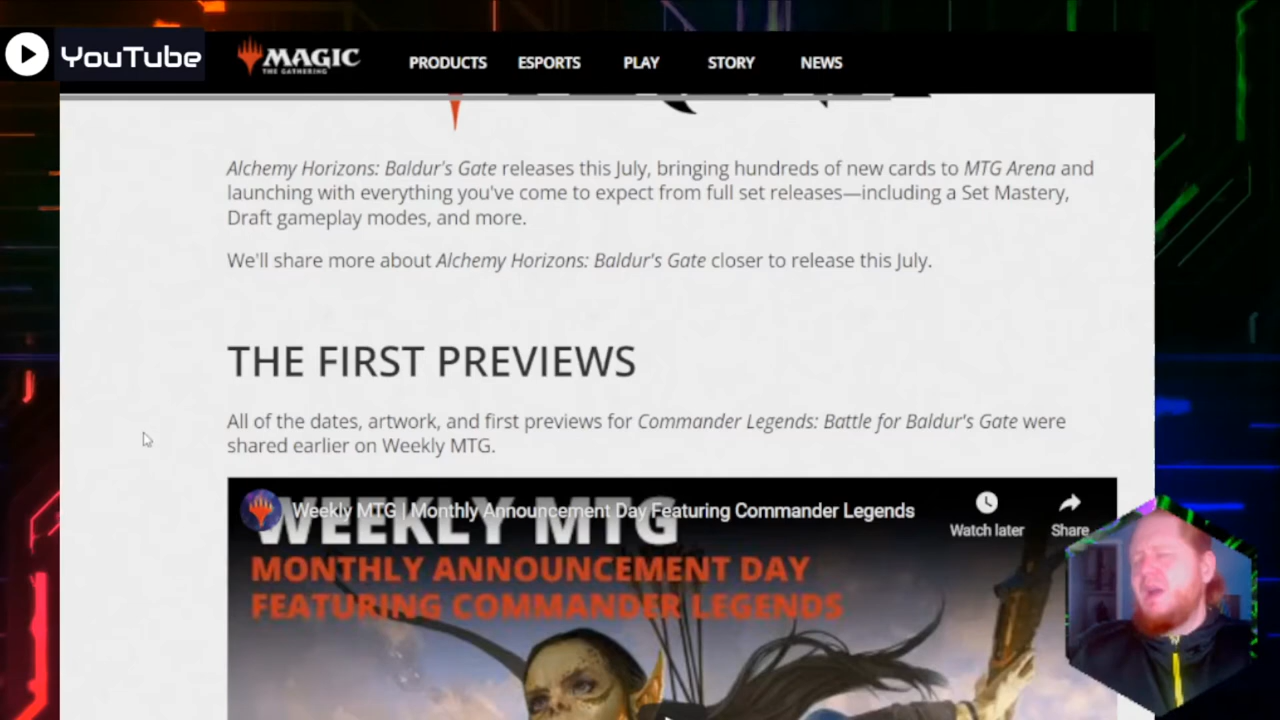 YouTube
MAGIC
THE GATHERING
PRODUCTS ESPORTS PLAY STORY NEWS
Alchemy Horizons: Baldur's Gate releases this July, bringing hundreds of new cards to MTG Arena and
launching with everything you've come to expect from full set releases—including a Set Mastery,
Draft gameplay modes, and more.
We'll share more about Alchemy Horizons: Baldur's Gate closer to release this July.
THE FIRST PREVIEWS
All of the dates, artwork, and first previews for Commander Legends: Battle for Baldur's Gate were
shared earlier on Weekly MTG.
Weekly MTG | Monthly Announcement Day Featuring Commander Legends
Watch later Share
WEEKLY MTG
MONTHLY ANNOUNCEMENT DAY
FEATURING COMMANDER LEGENDS